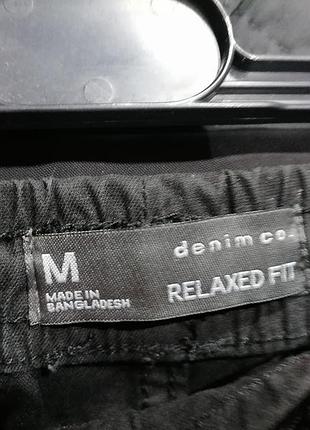 denim co.
M
RELAXED FIT
MADE IN
BANGLADESH